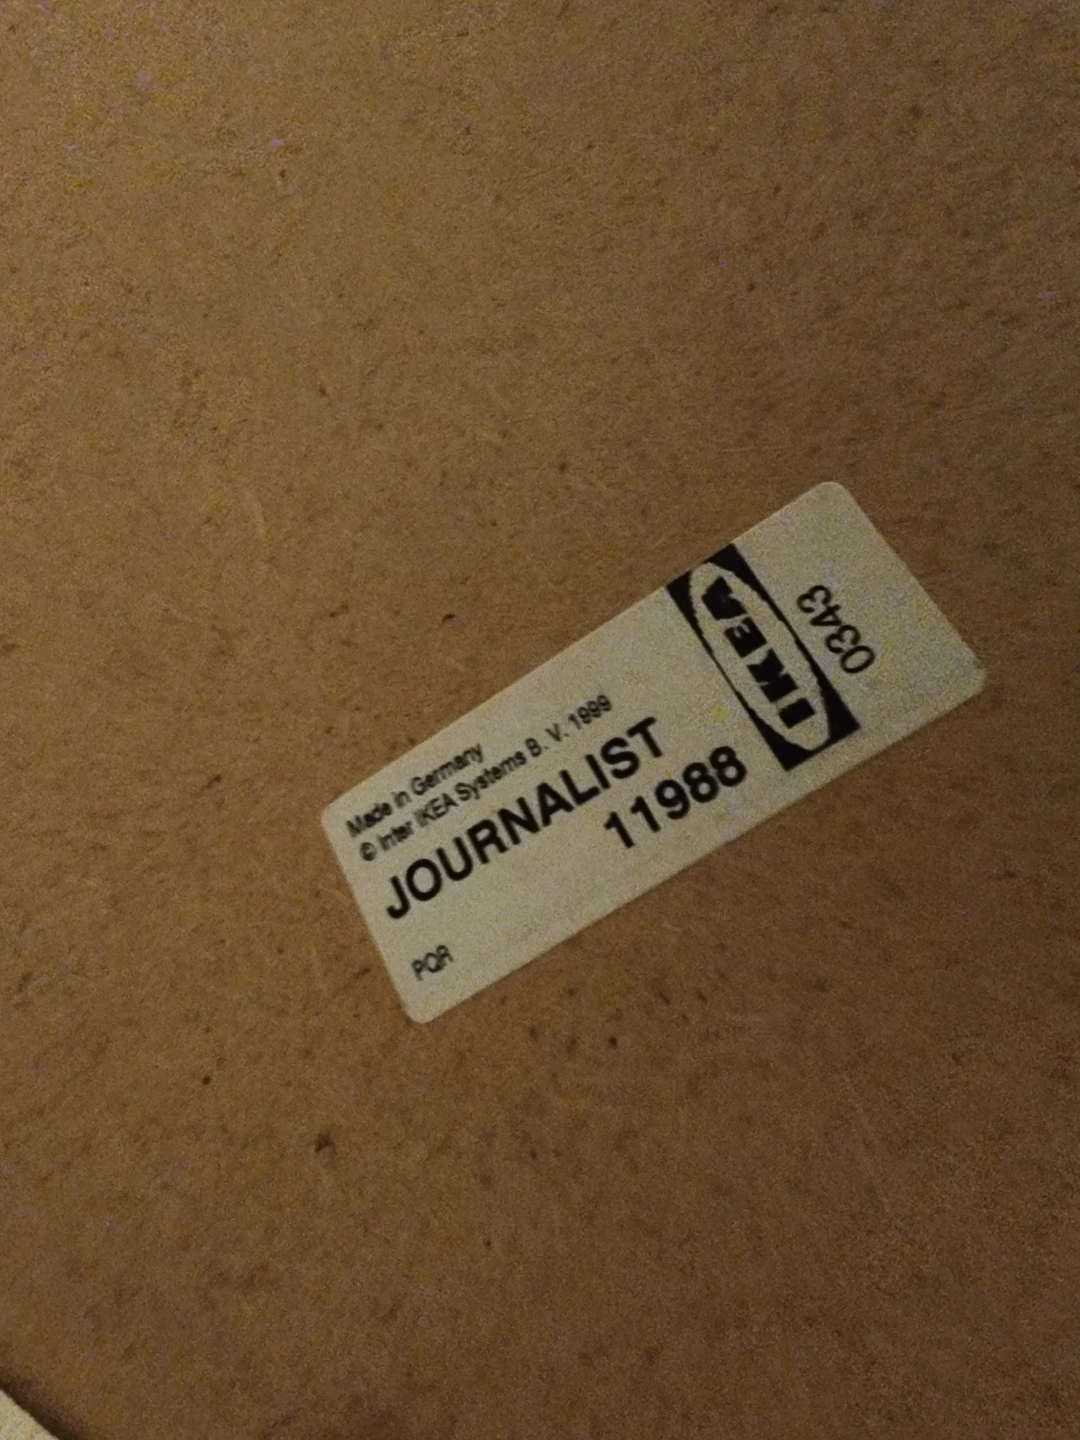 Made in Germany
© Inter IKEA Systems B. V. 1999
JOURNALIST
11988
PQR
IKEA
0343